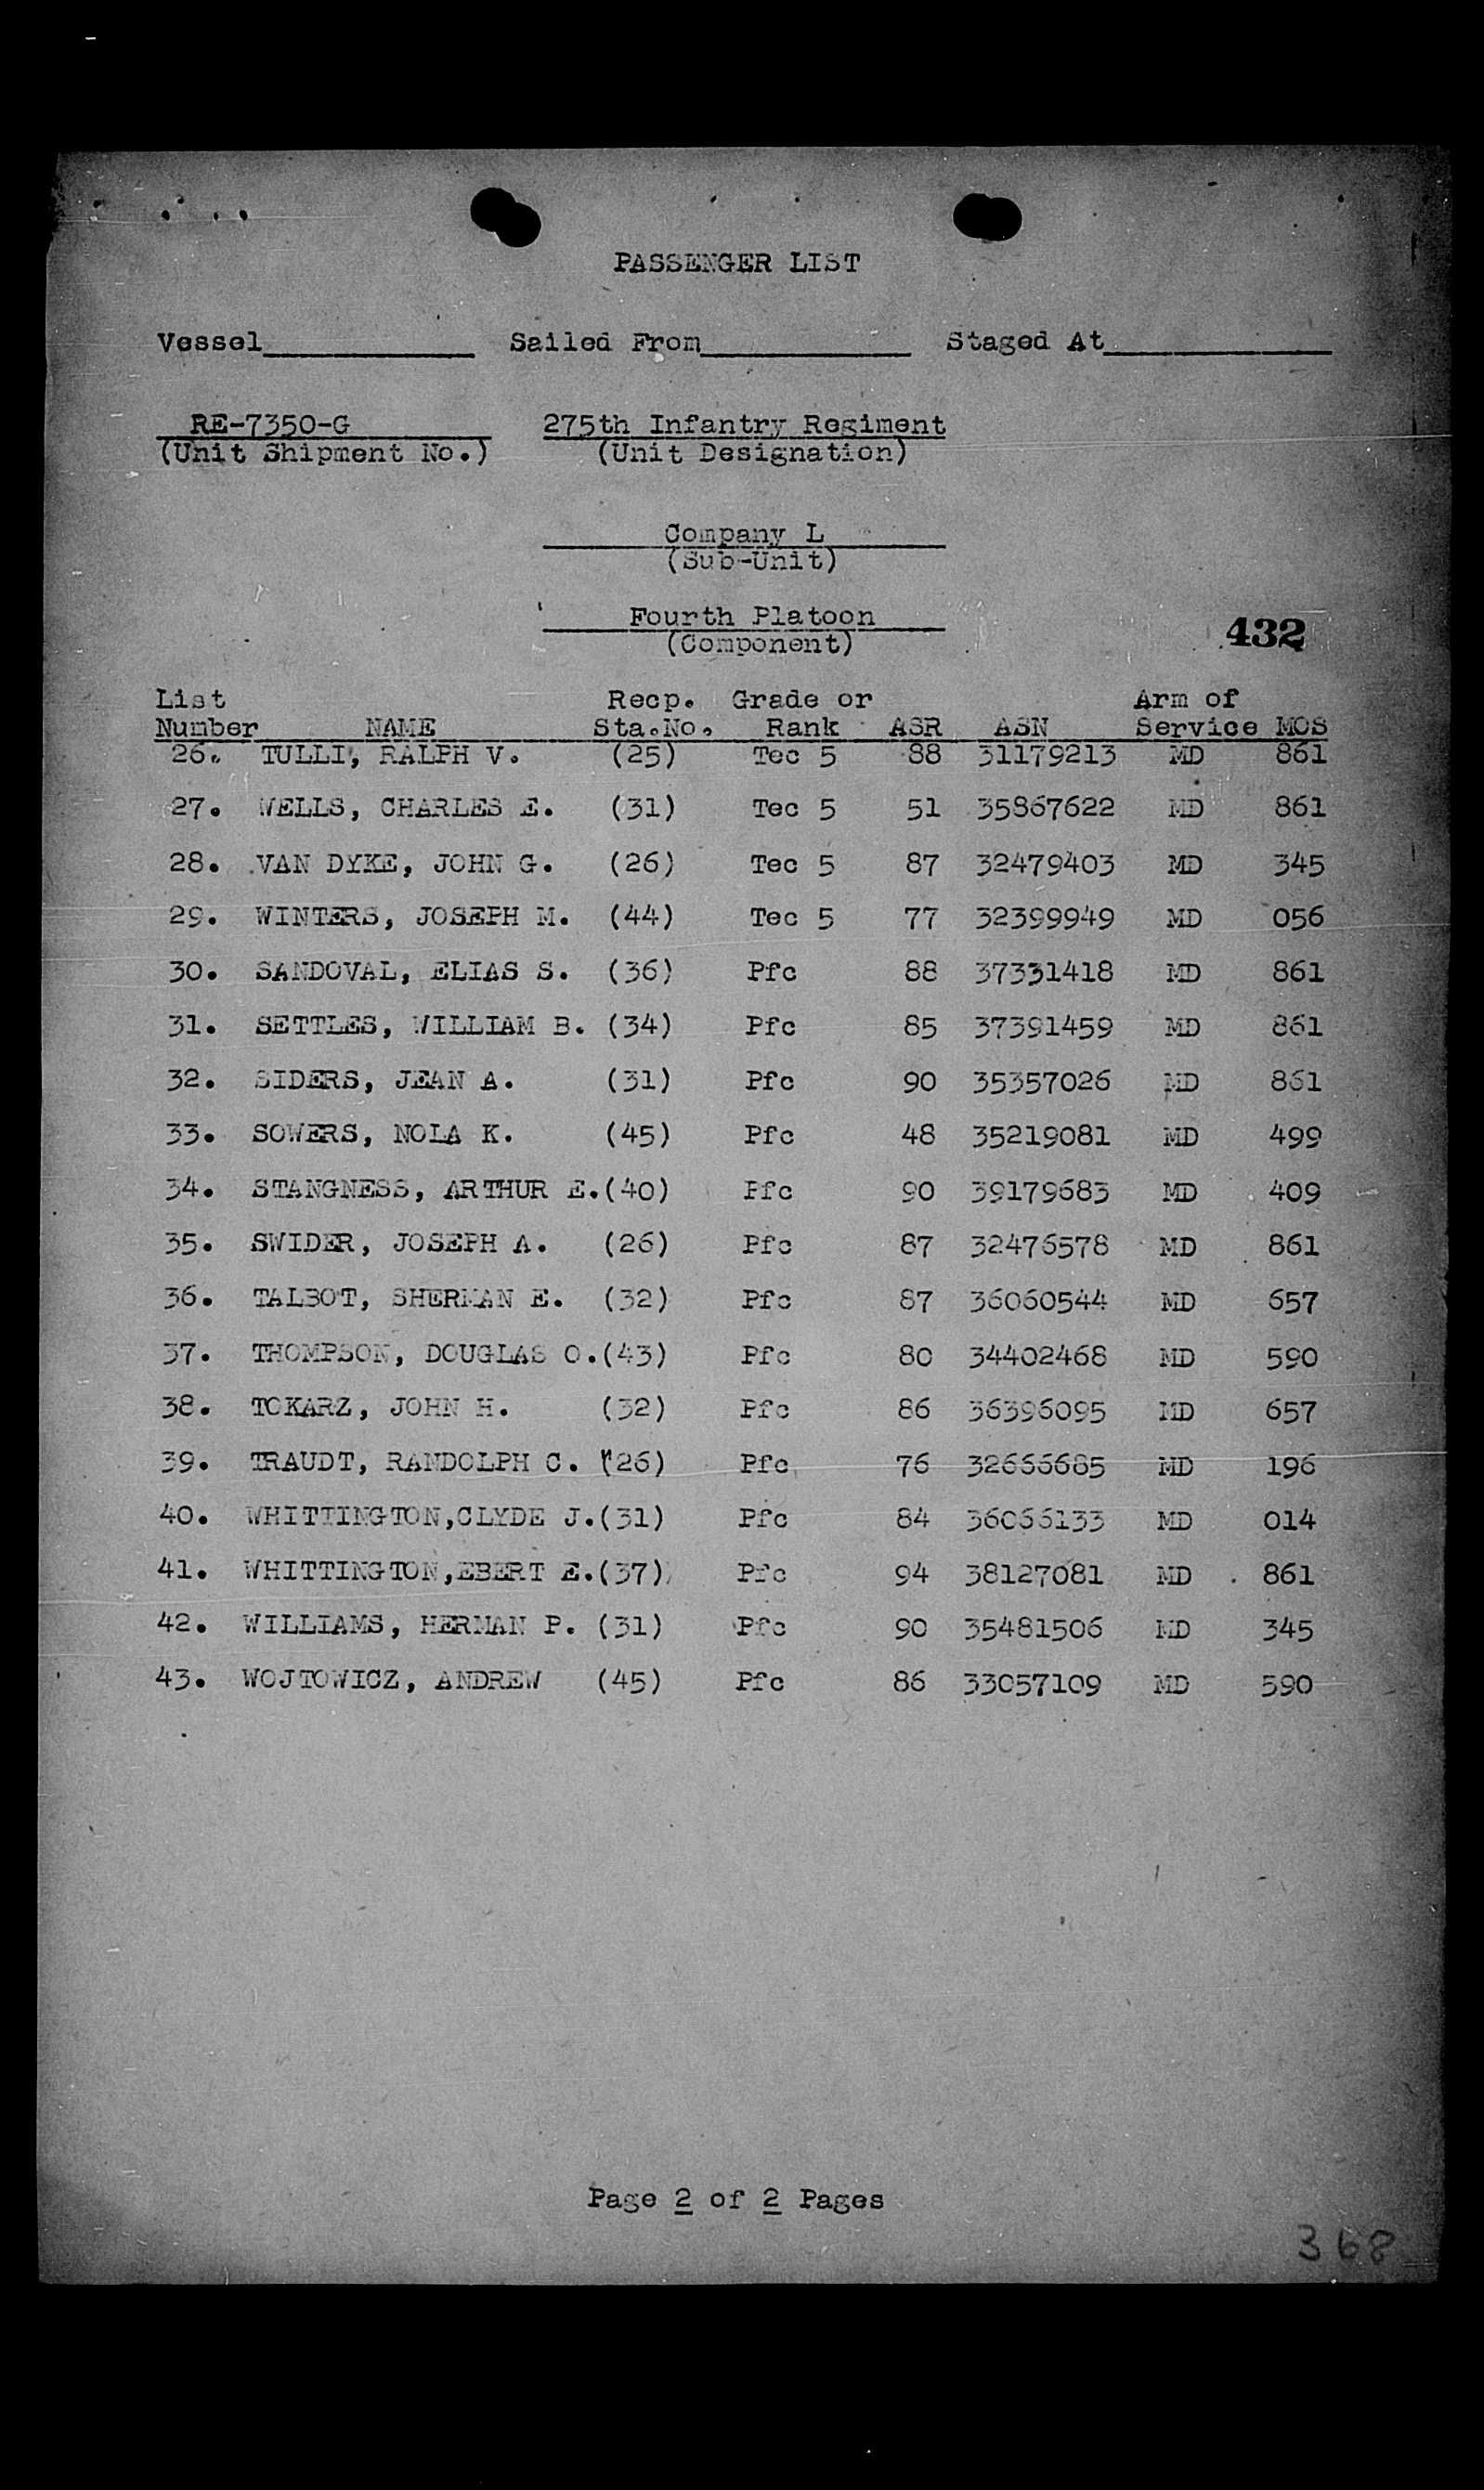 PASSENGER LIST
Vessel____________ Sailed From____________ Staged At_____________
RE-7350-G 275th Infantry Regiment
(Unit Shipment No.) (Unit Designation)
Company L
(Sub-Unit)
Fourth Platoon
(Component)
432
List Recp. Grade or Arm of
Number NAME Sta.No. Rank ASR ASN Service MOS
26. TULLI, RALPH V. (25) Tec 5 88 31179213 MD 861
27. WELLS, CHARLES E. (31) Tec 5 51 35867622 MD 861
28. VAN DYKE, JOHN G. (26) Tec 5 87 32479403 MD 345
29. WINTERS, JOSEPH M. (44) Tec 5 77 32399949 MD 056
30. SANDOVAL, ELIAS S. (36) Pfc 88 37331418 MD 861
31. SETTLES, WILLIAM B. (34) Pfc 85 37391459 MD 861
32. SIDERS, JEAN A. (31) Pfc 90 35357026 MD 861
33. SOWERS, NOLA K. (45) Pfc 48 35219081 MD 499
34. STANGNESS, ARTHUR E.(40) Pfc 90 39179683 MD 409
35. SWIDER, JOSEPH A. (26) Pfc 87 32476578 MD 861
36. TALBOT, SHERMAN E. (32) Pfc 87 36060544 MD 657
37. THOMPSON, DOUGLAS O.(43) Pfc 80 34402468 MD 590
38. TOKARZ, JOHN H. (32) Pfc 86 36396095 MD 657
39. TRAUDT, RANDOLPH C. (26) Pfc 76 32666685 MD 196
40. WHITTINGTON,CLYDE J.(31) Pfc 84 36066133 MD 014
41. WHITTINGTON,EBERT E.(37) Pfc 94 38127081 MD 861
42. WILLIAMS, HERMAN P. (31) Pfc 90 35481506 MD 345
43. WOJTOWICZ, ANDREW (45) Pfc 86 33057109 MD 590
Page 2 of 2 Pages
368